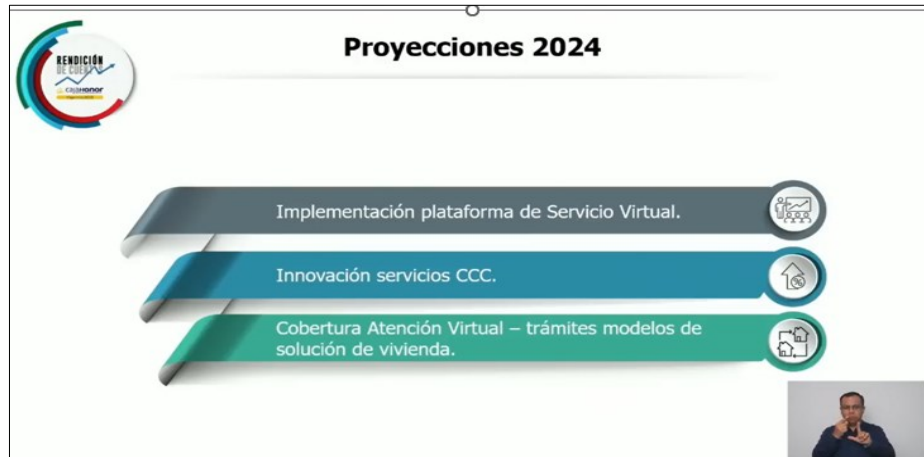 Proyecciones 2024
RENDICIÓN
DE CUENTAS
CAJAHONOR
Implementación plataforma de Servicio Virtual.
Innovación servicios CCC.
Cobertura Atención Virtual – trámites modelos de
solución de vivienda.